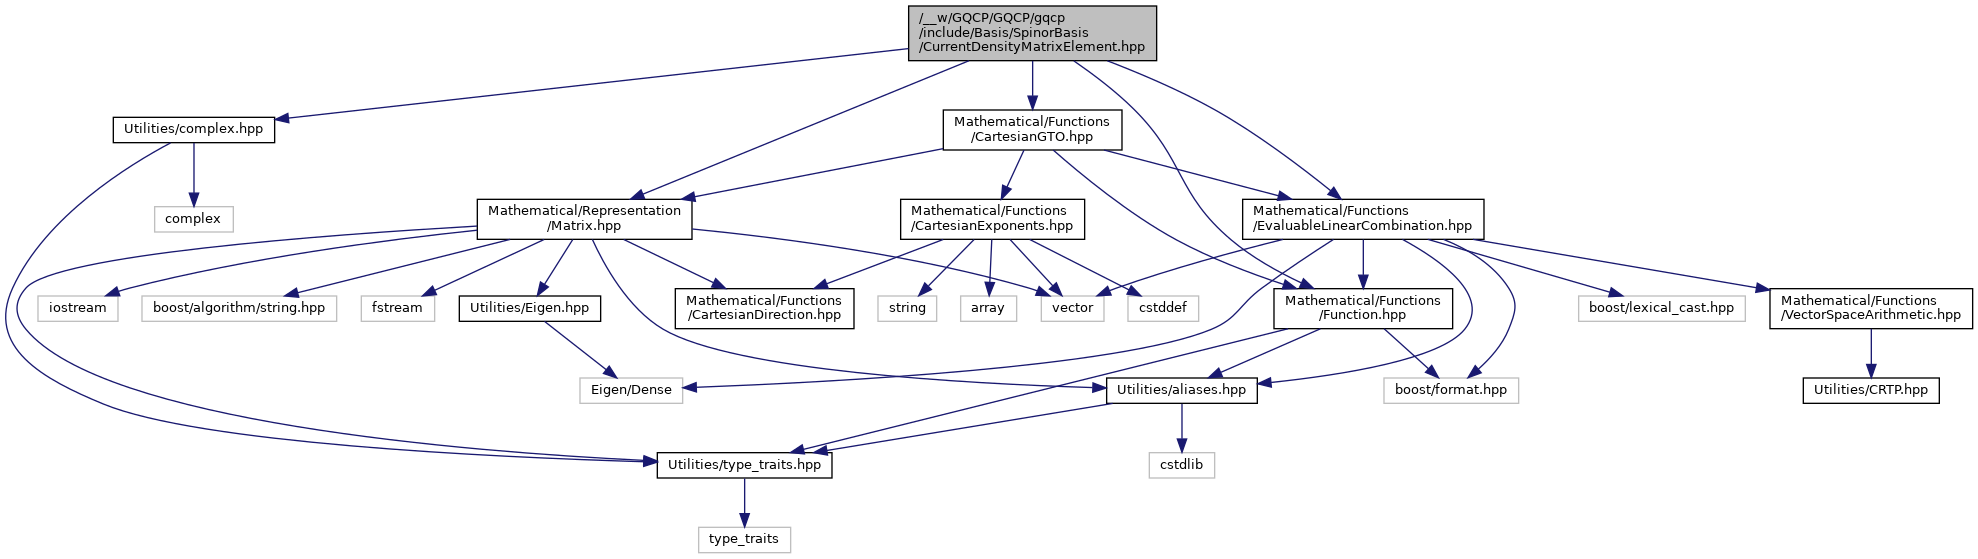 /__w/GQCP/GQCP/gqcp
/include/Basis/SpinorBasis
/CurrentDensityMatrixElement.hpp
Utilities/complex.hpp
Mathematical/Functions
/CartesianGTO.hpp
complex
Mathematical/Representation
/Matrix.hpp
Mathematical/Functions
/CartesianExponents.hpp
Mathematical/Functions
/EvaluableLinearCombination.hpp
iostream
boost/algorithm/string.hpp
fstream
Utilities/Eigen.hpp
Mathematical/Functions
/CartesianDirection.hpp
string
array
vector
cstddef
Mathematical/Functions
/Function.hpp
boost/lexical_cast.hpp
Mathematical/Functions
/VectorSpaceArithmetic.hpp
Eigen/Dense
Utilities/aliases.hpp
boost/format.hpp
Utilities/CRTP.hpp
Utilities/type_traits.hpp
cstdlib
type_traits